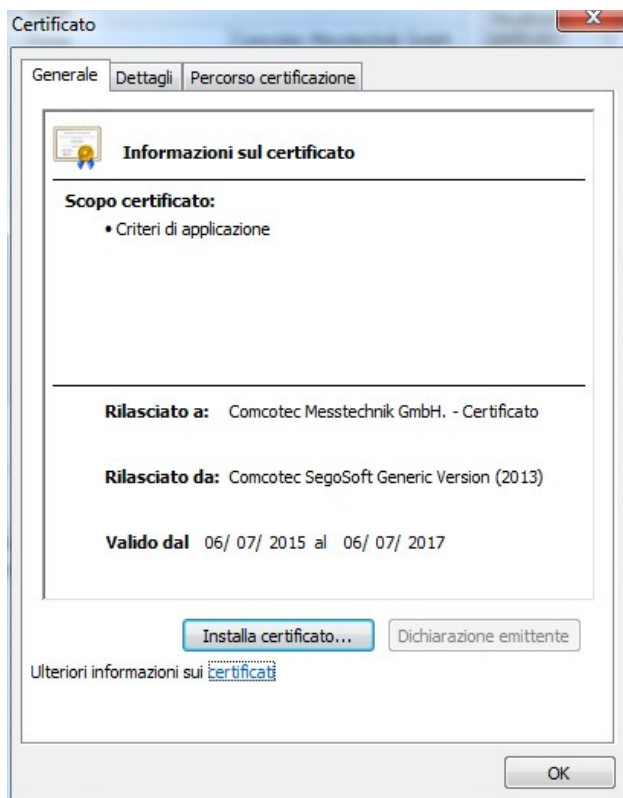 Certificato
Generale Dettagli Percorso certificazione
Informazioni sul certificato
Scopo certificato:
• Criteri di applicazione
Rilasciato a: Comcotec Messtechnik GmbH. - Certificato
Rilasciato da: Comcotec SegoSoft Generic Version (2013)
Valido dal 06/ 07/ 2015 al 06/ 07/ 2017
Installa certificato... Dichiarazione emittente
Ulteriori informazioni sui certificati
OK